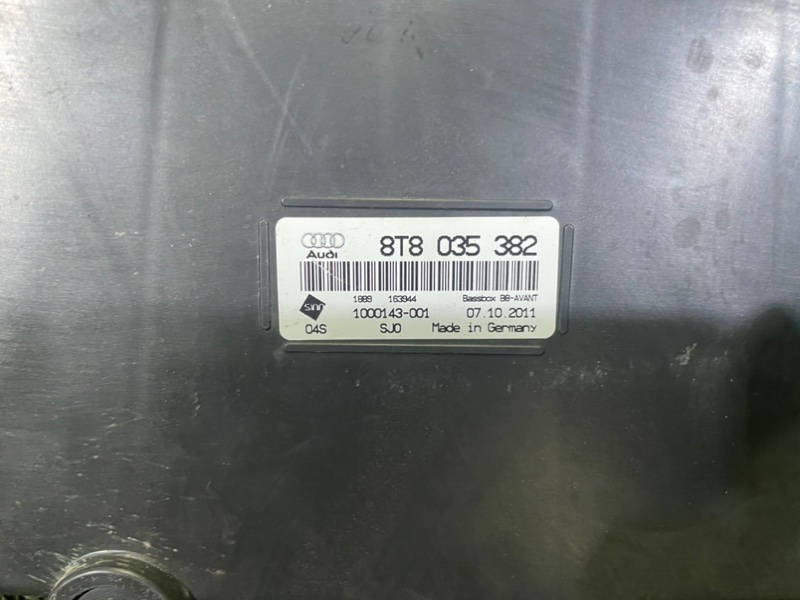 Audi
8T8 035 382
1889 163944 Bassbox B8-AVANT
1000143-001 07.10.2011
04S SJ0 Made in Germany